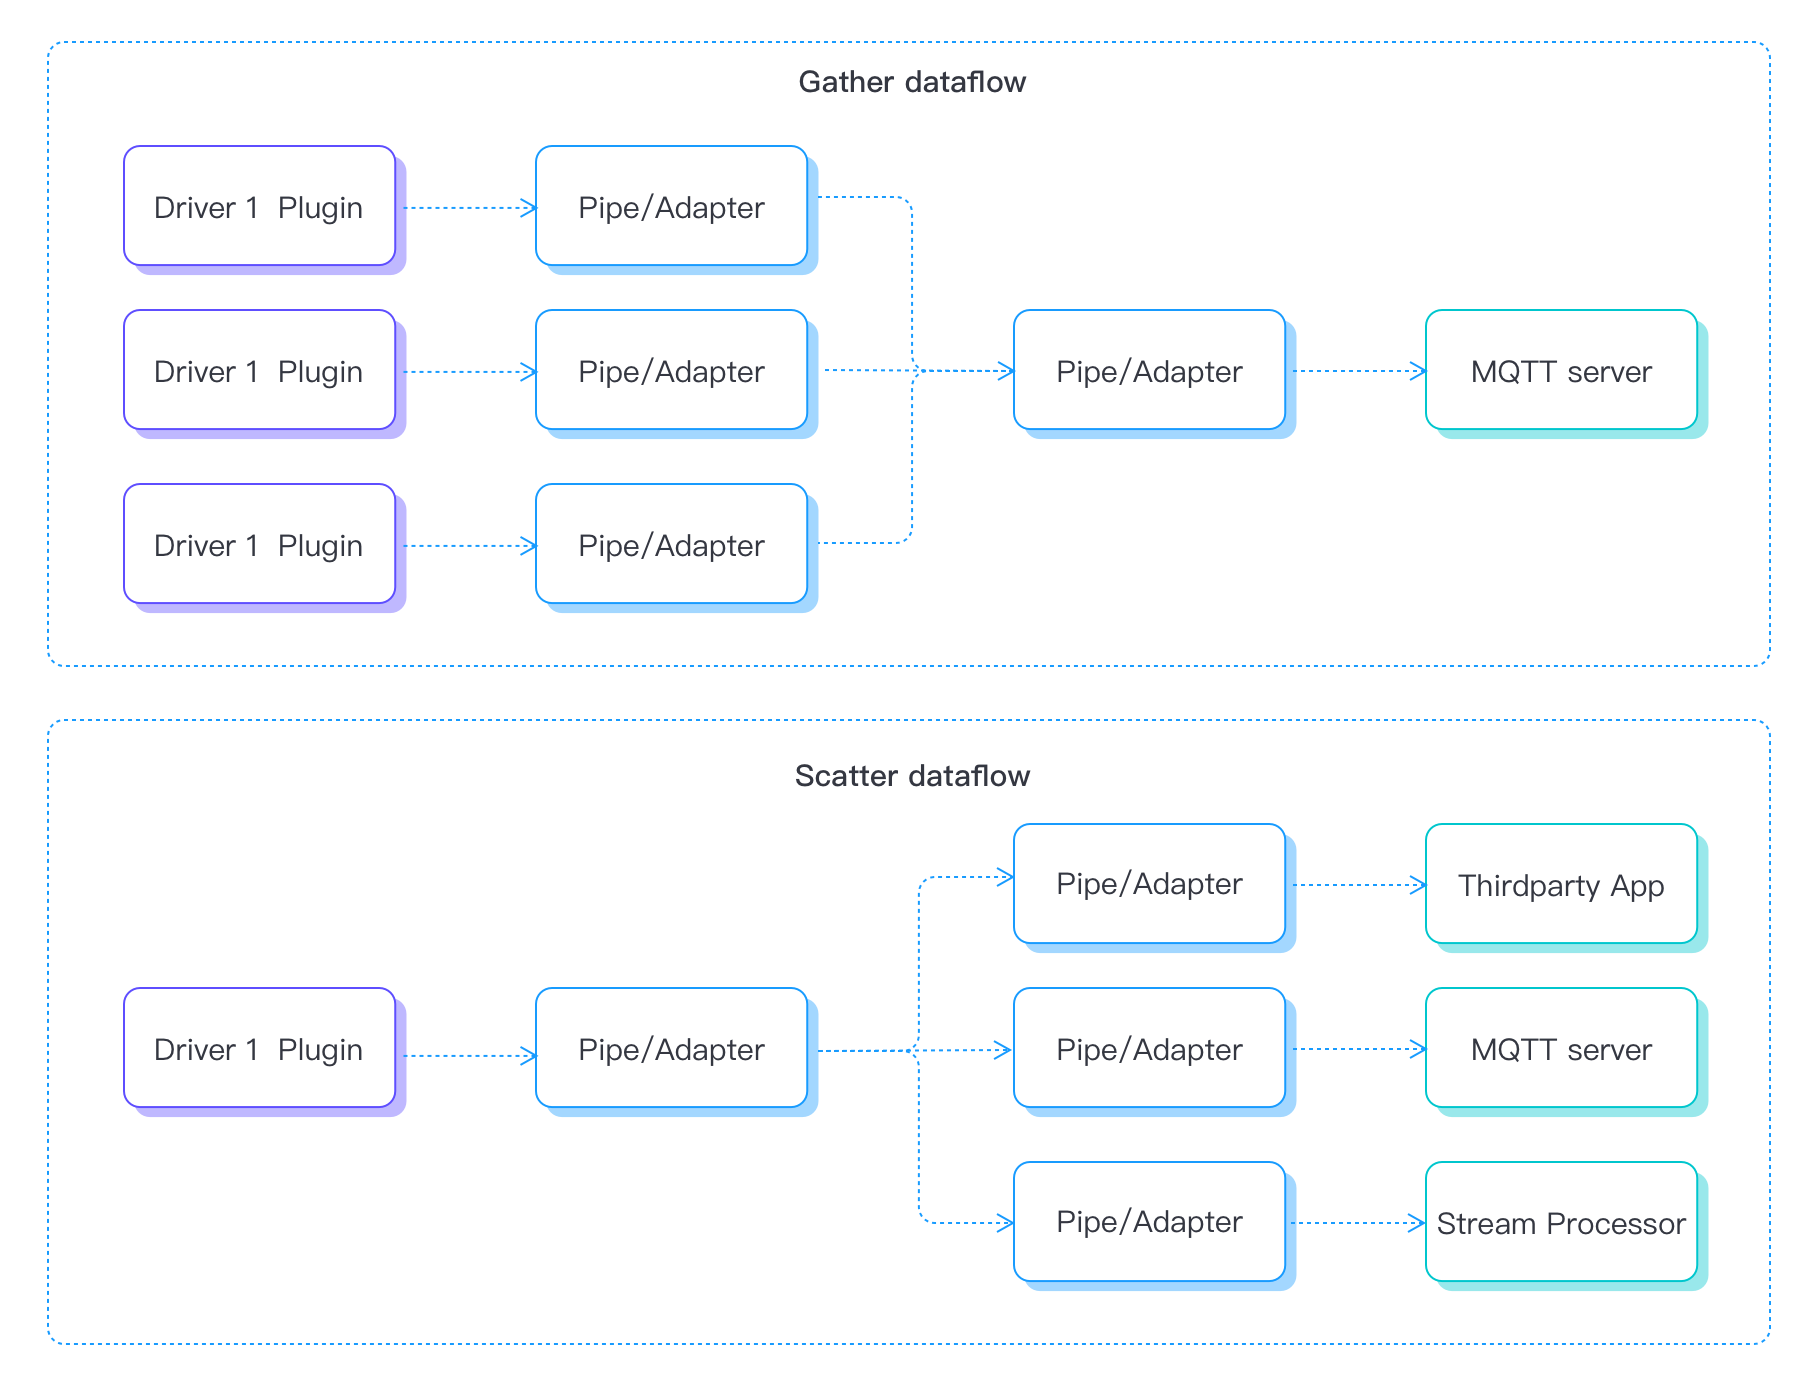 Gather dataflow
Driver 1 Plugin
Pipe/Adapter
Driver 1 Plugin
Pipe/Adapter
Pipe/Adapter
MQTT server
Driver 1 Plugin
Pipe/Adapter
Scatter dataflow
Pipe/Adapter
Thirdparty App
Driver 1 Plugin
Pipe/Adapter
Pipe/Adapter
MQTT server
Pipe/Adapter
Stream Processor